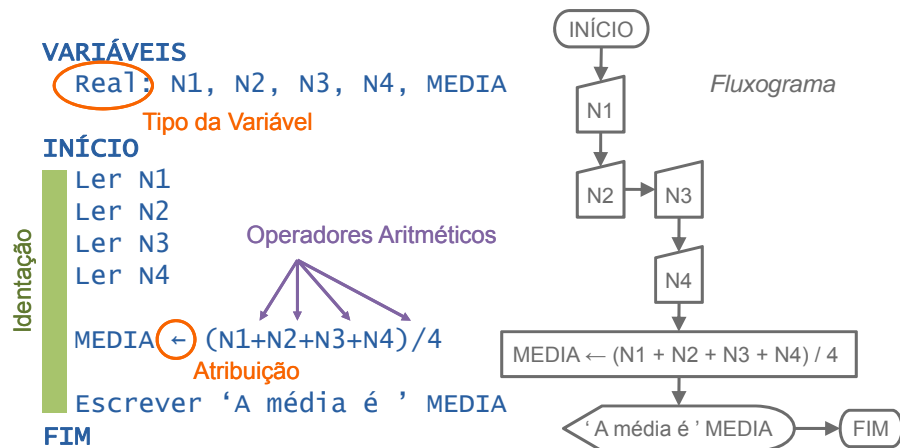 VARIÁVEIS
Real: N1, N2, N3, N4, MEDIA
Tipo da Variável
INÍCIO
Identação
Ler N1
Ler N2
Ler N3
Ler N4
Operadores Aritméticos
MEDIA ← (N1+N2+N3+N4)/4
Atribuição
Escrever ‘A média é ’ MEDIA
FIM
Fluxograma
INÍCIO
N1
N2
N3
N4
MEDIA ← (N1 + N2 + N3 + N4) / 4
‘ A média é ’ MEDIA
FIM